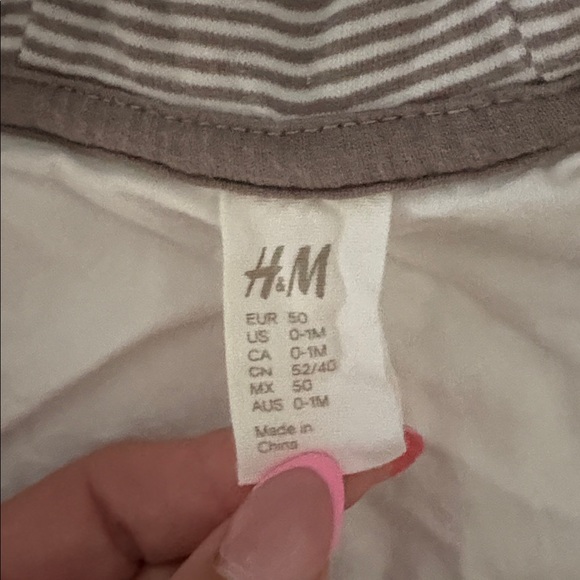 H&M
EUR 50
US 0-1M
CA 0-1M
CN 52/40
MX 50
AUS 0-1M
Made in
China